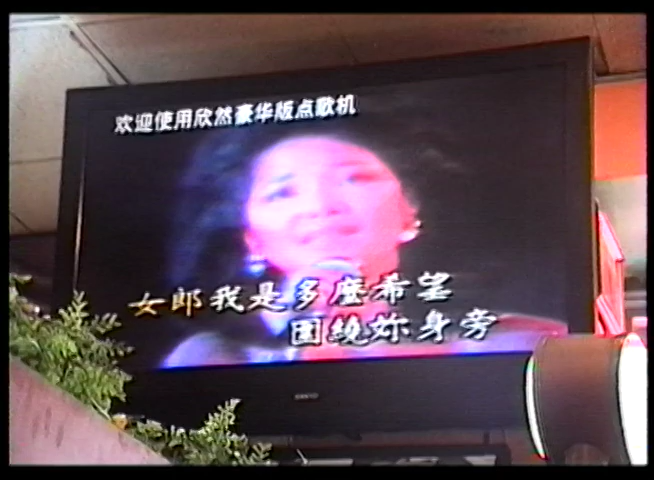 欢迎使用欣然豪华版点歌机
女郎我是多麼希望
圍繞妳身旁